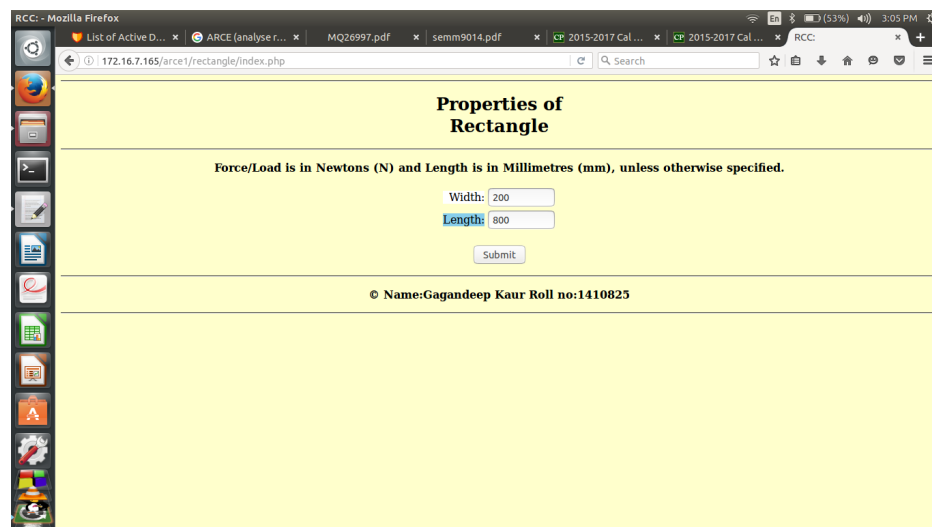 RCC: - Mozilla Firefox
En (53%) 3:05 PM
List of Active D... × ARCE (analyse r... × MQ26997.pdf × semm9014.pdf × CP 2015-2017 Cal ... × CP 2015-2017 Cal ... × RCC: × +
172.16.7.165/arce1/rectangle/index.php Search
Properties of
Rectangle
Force/Load is in Newtons (N) and Length is in Millimetres (mm), unless otherwise specified.
Width: 200
Length: 800
Submit
© Name:Gagandeep Kaur Roll no:1410825